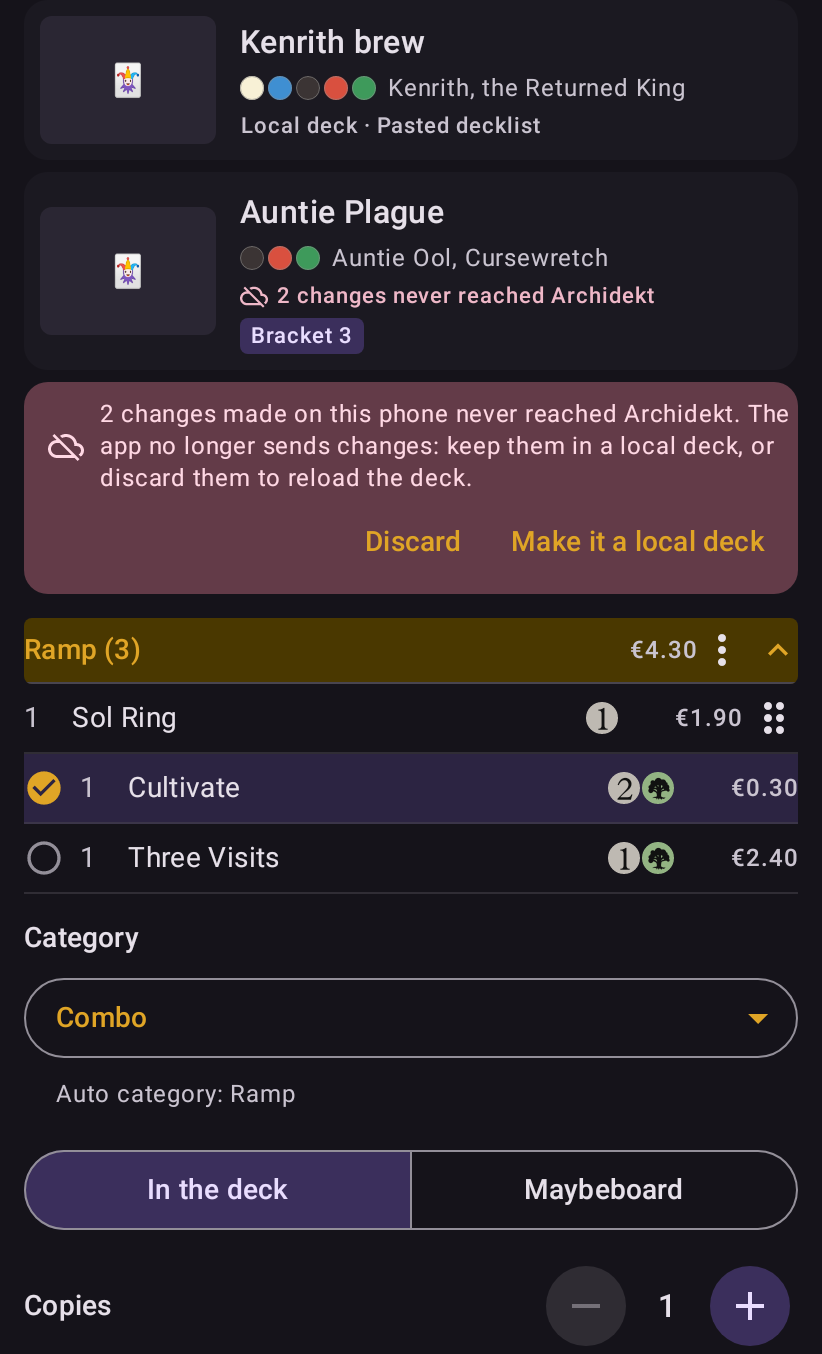 Kenrith brew
Kenrith, the Returned King
Local deck · Pasted decklist
Auntie Plague
Auntie Ool, Cursewretch
2 changes never reached Archidekt
Bracket 3
2 changes made on this phone never reached Archidekt. The
app no longer sends changes: keep them in a local deck, or
discard them to reload the deck.
Discard Make it a local deck
Ramp (3) €4.30
1 Sol Ring 1 €1.90
1 Cultivate 2 €0.30
1 Three Visits 1 €2.40
Category
Combo
Auto category: Ramp
In the deck Maybeboard
Copies 1